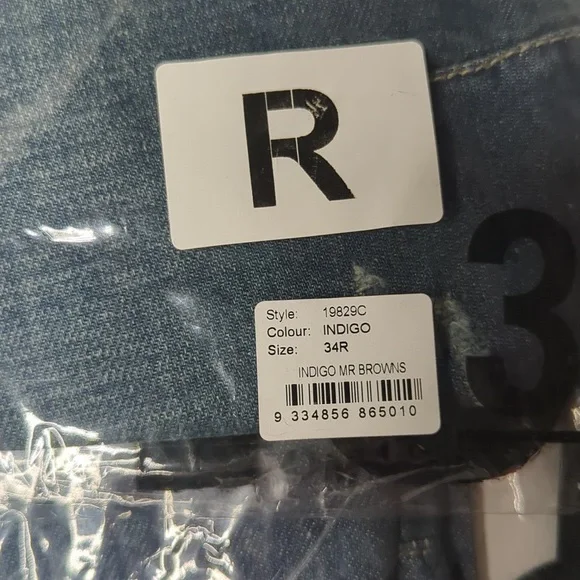 R
3
Style: 19829C
Colour: INDIGO
Size: 34R
INDIGO MR BROWNS
9 334856 865010